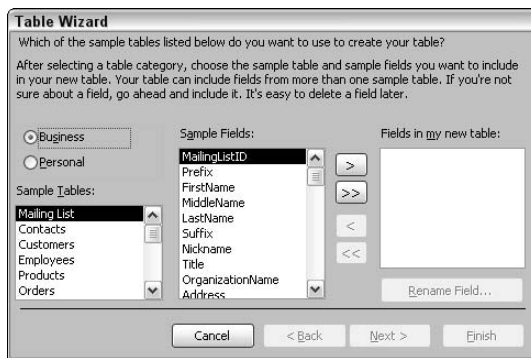 Table Wizard
Which of the sample tables listed below do you want to use to create your table?
After selecting a table category, choose the sample table and sample fields you want to include
in your new table. Your table can include fields from more than one sample table. If you're not
sure about a field, go ahead and include it. It's easy to delete a field later.
Business
Personal
Sample Tables:
Mailing List
Contacts
Customers
Employees
Products
Orders
Sample Fields:
MailingListID
Prefix
FirstName
MiddleName
LastName
Suffix
Nickname
Title
OrganizationName
Address
>
>>
<
<<
Fields in my new table:
Rename Field...
Cancel
< Back
Next >
Finish